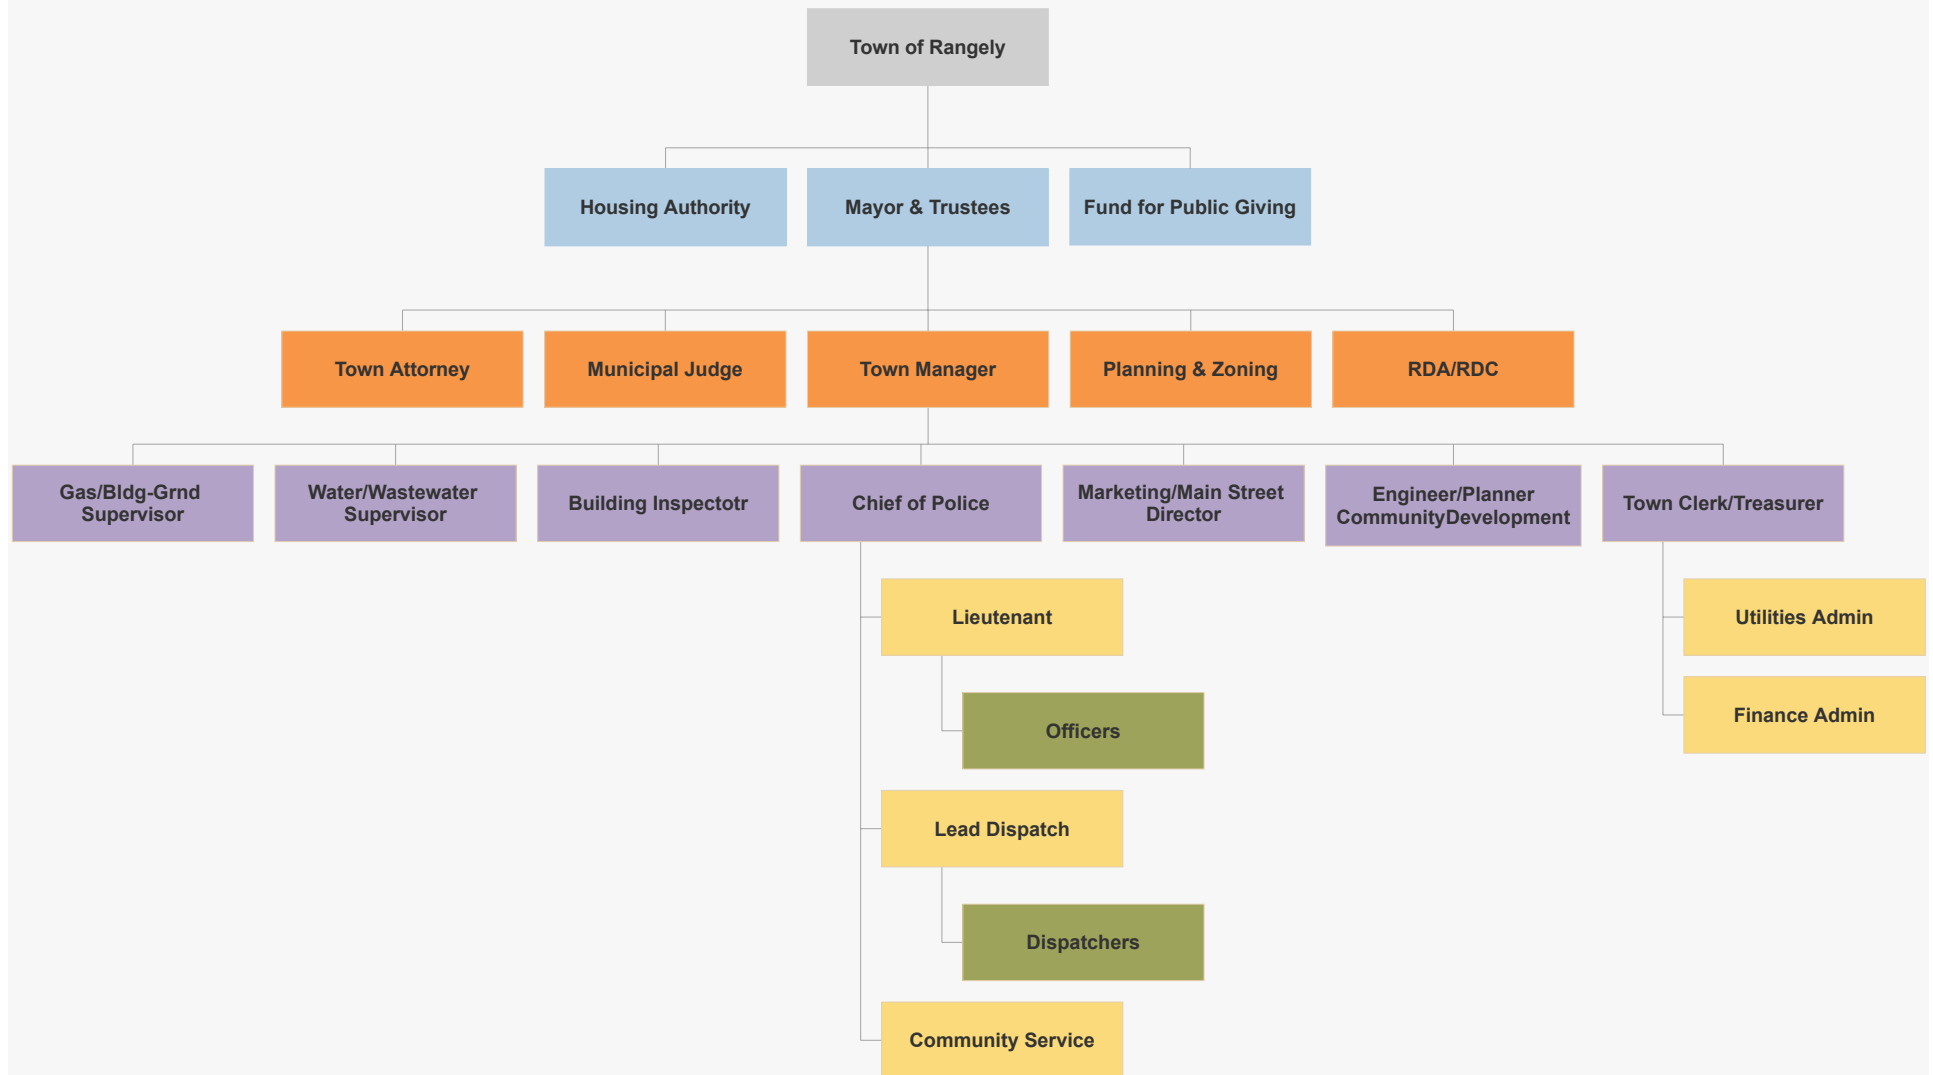 Town of Rangely
Housing Authority
Mayor & Trustees
Fund for Public Giving
Town Attorney
Municipal Judge
Town Manager
Planning & Zoning
RDA/RDC
Gas/Bldg-Grnd
Supervisor
Water/Wastewater
Supervisor
Building Inspectotr
Chief of Police
Marketing/Main Street
Director
Engineer/Planner
CommunityDevelopment
Town Clerk/Treasurer
Lieutenant
Utilities Admin
Finance Admin
Officers
Lead Dispatch
Dispatchers
Community Service